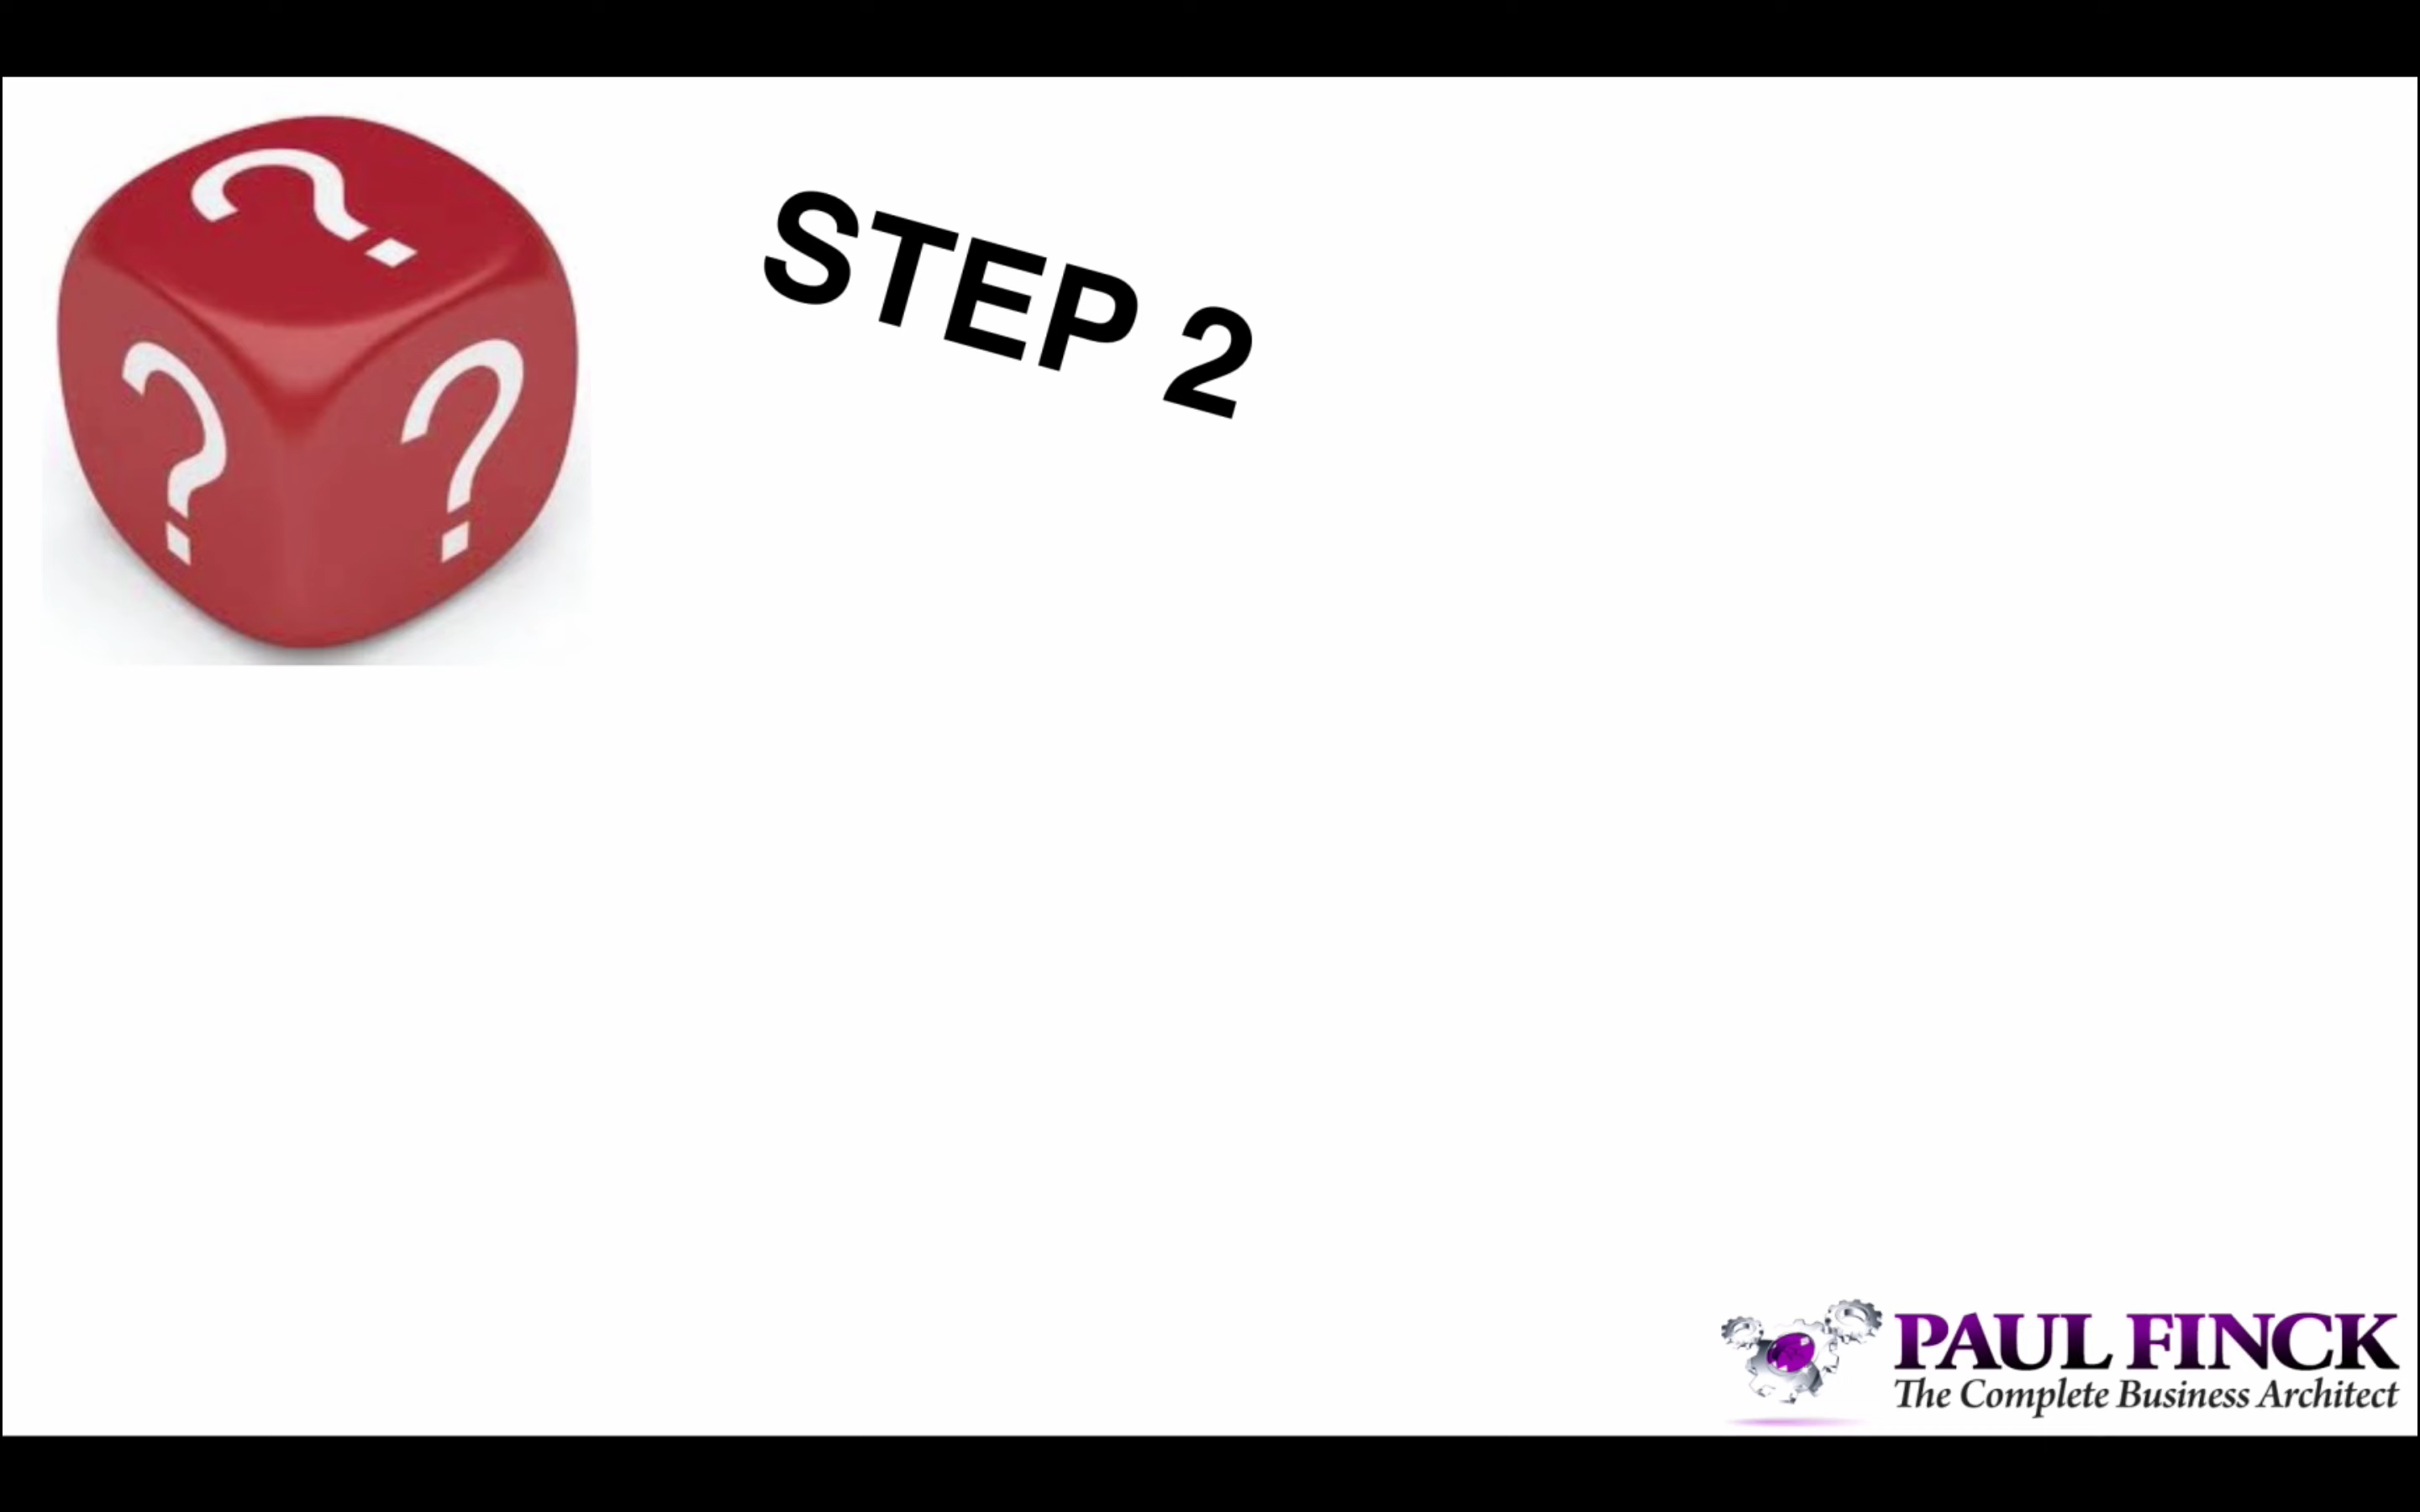 ?
? ?
STEP 2
PAUL FINCK
The Complete Business Architect